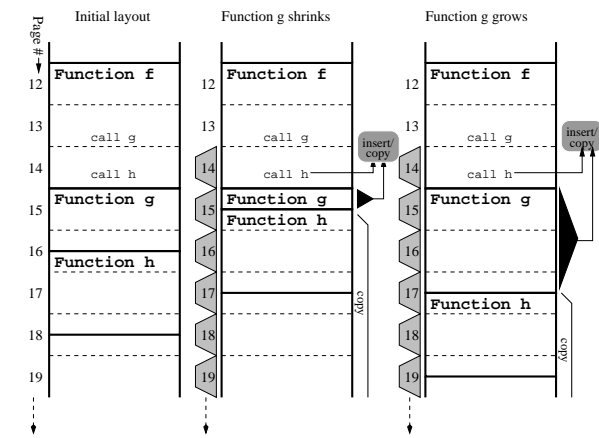 Initial layout
Function g shrinks
Function g grows
Page #
12
Function f
13
call g
14
call h
Function g
15
16
Function h
17
18
19
12
Function f
13
call g
insert/
copy
14
call h
Function g
15
Function h
16
17
copy
18
19
12
Function f
13
call g
insert/
copy
14
call h
Function g
15
16
17
Function h
18
copy
19